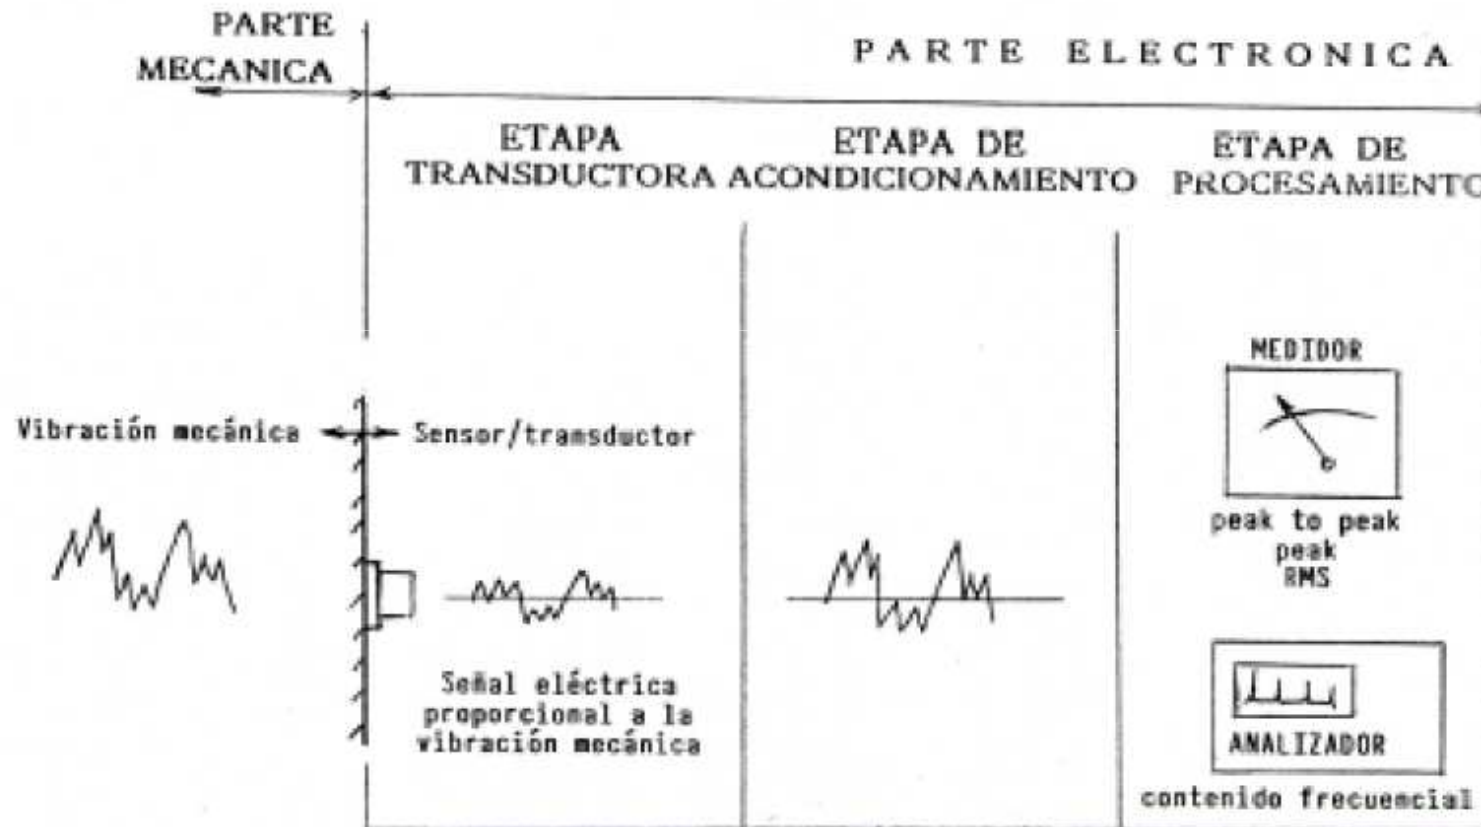 PARTE
MECANICA
PARTE ELECTRONICA
ETAPA
TRANSDUCTORA
ETAPA DE
ACONDICIONAMIENTO
ETAPA DE
PROCESAMIENTO
Vibración mecánica
Sensor/transductor
Señal eléctrica
proporcional a la
vibración mecánica
MEDIDOR
peak to peak
peak
RMS
ANALIZADOR
contenido frecuencial